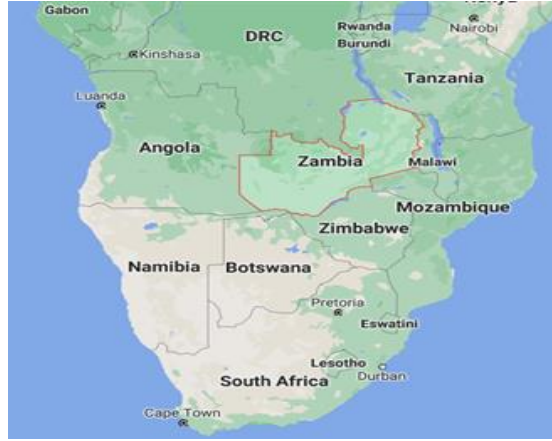 Gabon
DRC
Rwanda
Burundi
Nairobi
Kinshasa
Tanzania
Luanda
Angola
Zambia
Malawi
Mozambique
Zimbabwe
Namibia
Botswana
Pretoria
Eswatini
Lesotho
Durban
South Africa
Cape Town